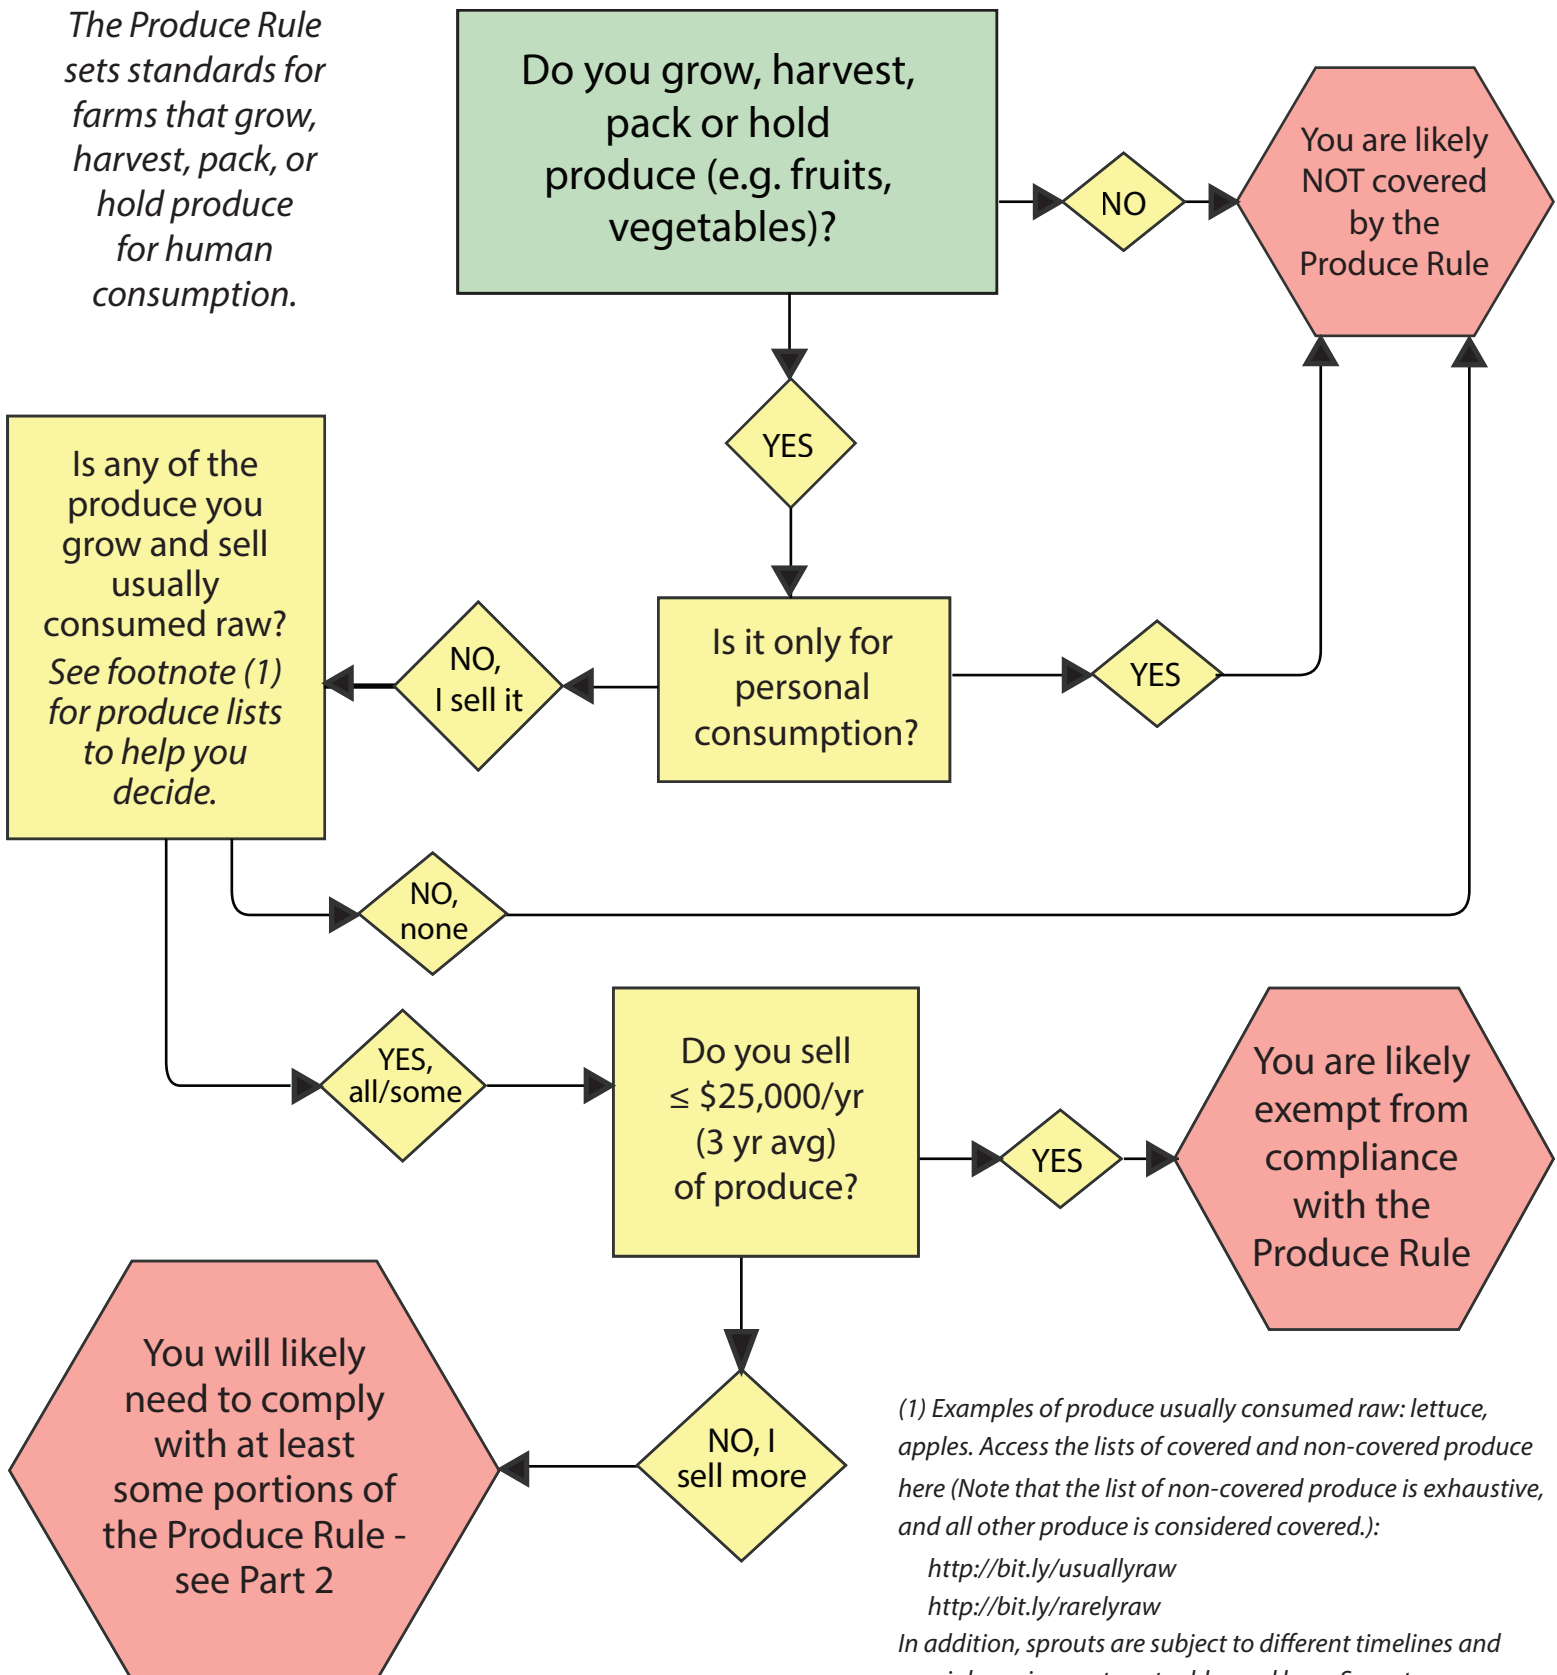 The Produce Rule
sets standards for
farms that grow,
harvest, pack, or
hold produce
for human
consumption.
Do you grow, harvest,
pack or hold
produce (e.g. fruits,
vegetables)?
NO
You are likely
NOT covered
by the
Produce Rule
YES
Is it only for
personal
consumption?
YES
NO,
I sell it
Is any of the
produce you
grow and sell
usually
consumed raw?
See footnote (1)
for produce lists
to help you
decide.
NO,
none
YES,
all/some
Do you sell
≤ $25,000/yr
(3 yr avg)
of produce?
YES
You are likely
exempt from
compliance
with the
Produce Rule
NO, I
sell more
You will likely
need to comply
with at least
some portions of
the Produce Rule -
see Part 2
(1) Examples of produce usually consumed raw: lettuce,
apples. Access the lists of covered and non-covered produce
here (Note that the list of non-covered produce is exhaustive,
and all other produce is considered covered.):
http://bit.ly/usuallyraw
http://bit.ly/rarelyraw
In addition, sprouts are subject to different timelines and